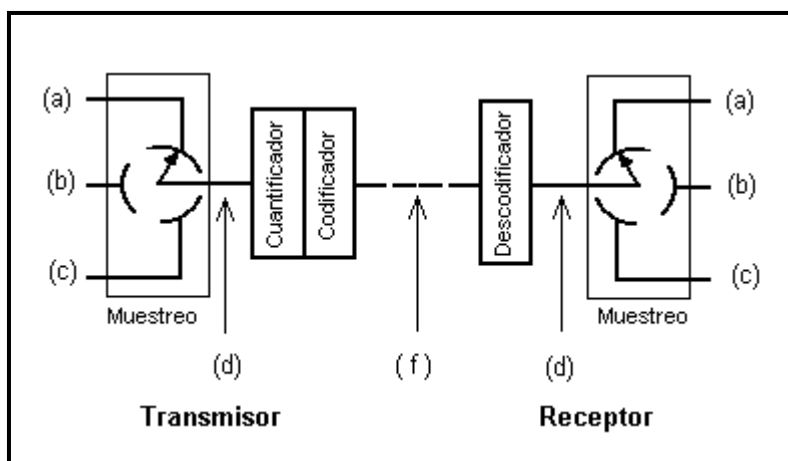 (a)
(a)
(b)
(b)
(c)
(c)
Cuantificador
Codificador
Descodificador
Muestreo
Muestreo
(d)
( f )
(d)
Transmisor
Receptor